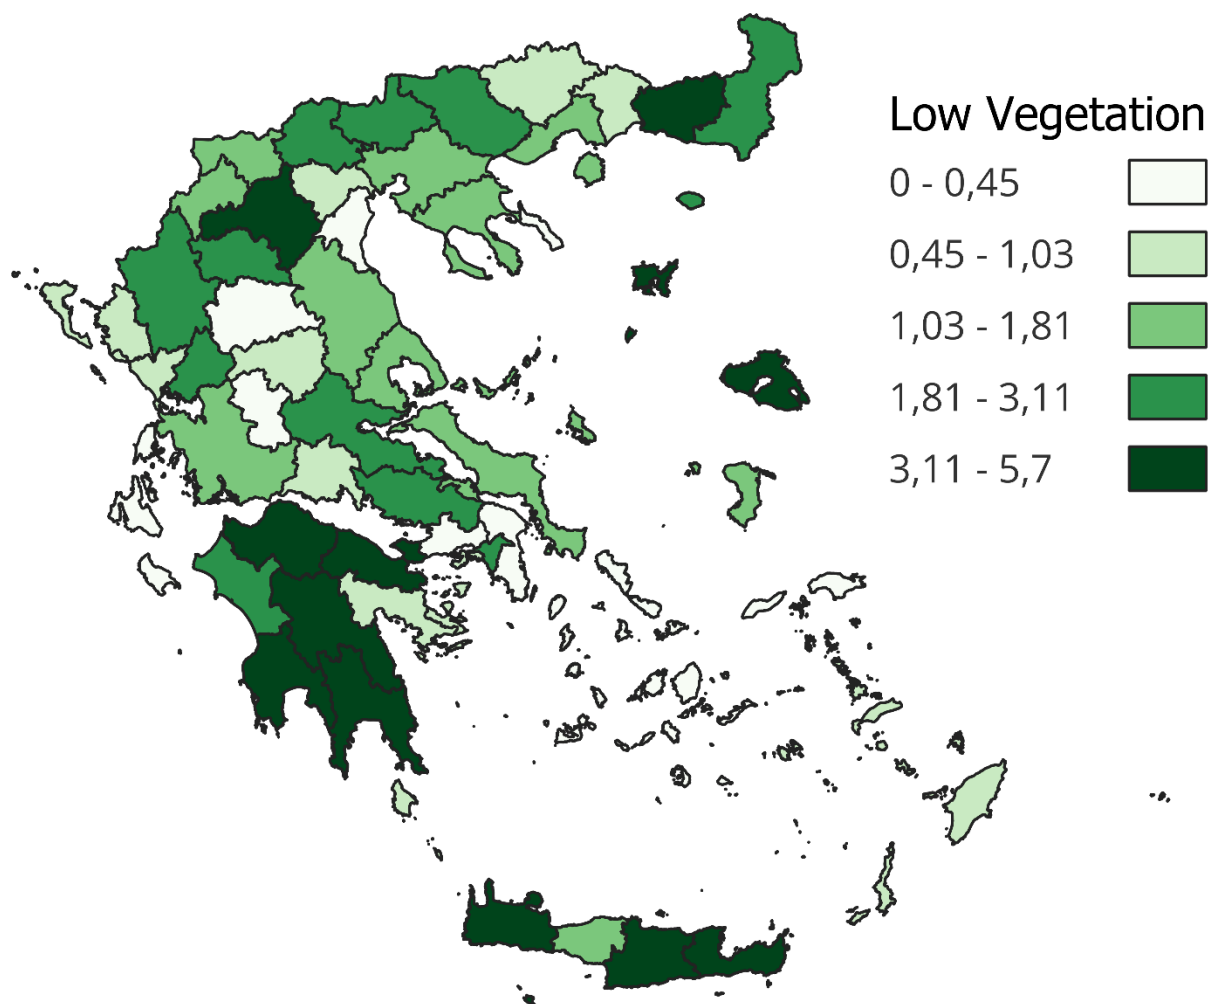 Low Vegetation
0 - 0,45
0,45 - 1,03
1,03 - 1,81
1,81 - 3,11
3,11 - 5,7